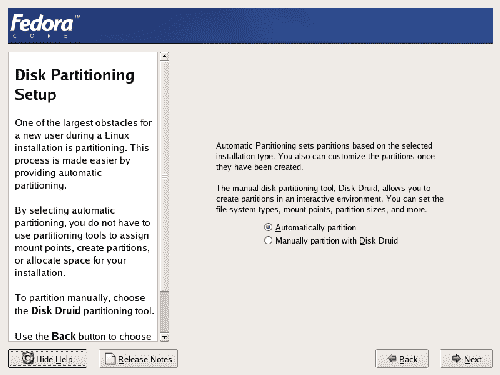 Fedora™
CORE
Disk Partitioning
Setup
One of the largest obstacles for
a new user during a Linux
installation is partitioning. This
process is made easier by
providing automatic
partitioning.
By selecting automatic
partitioning, you do not have to
use partitioning tools to assign
mount points, create partitions,
or allocate space for your
installation.
To partition manually, choose
the Disk Druid partitioning tool.
Use the Back button to choose
Automatic Partitioning sets partitions based on the selected
installation type. You also can customize the partitions once
they have been created.
The manual disk partitioning tool, Disk Druid, allows you to
create partitions in an interactive environment. You can set the
file system types, mount points, partition sizes, and more.
Automatically partition
Manually partition with Disk Druid
Hide Help
Release Notes
Back
Next